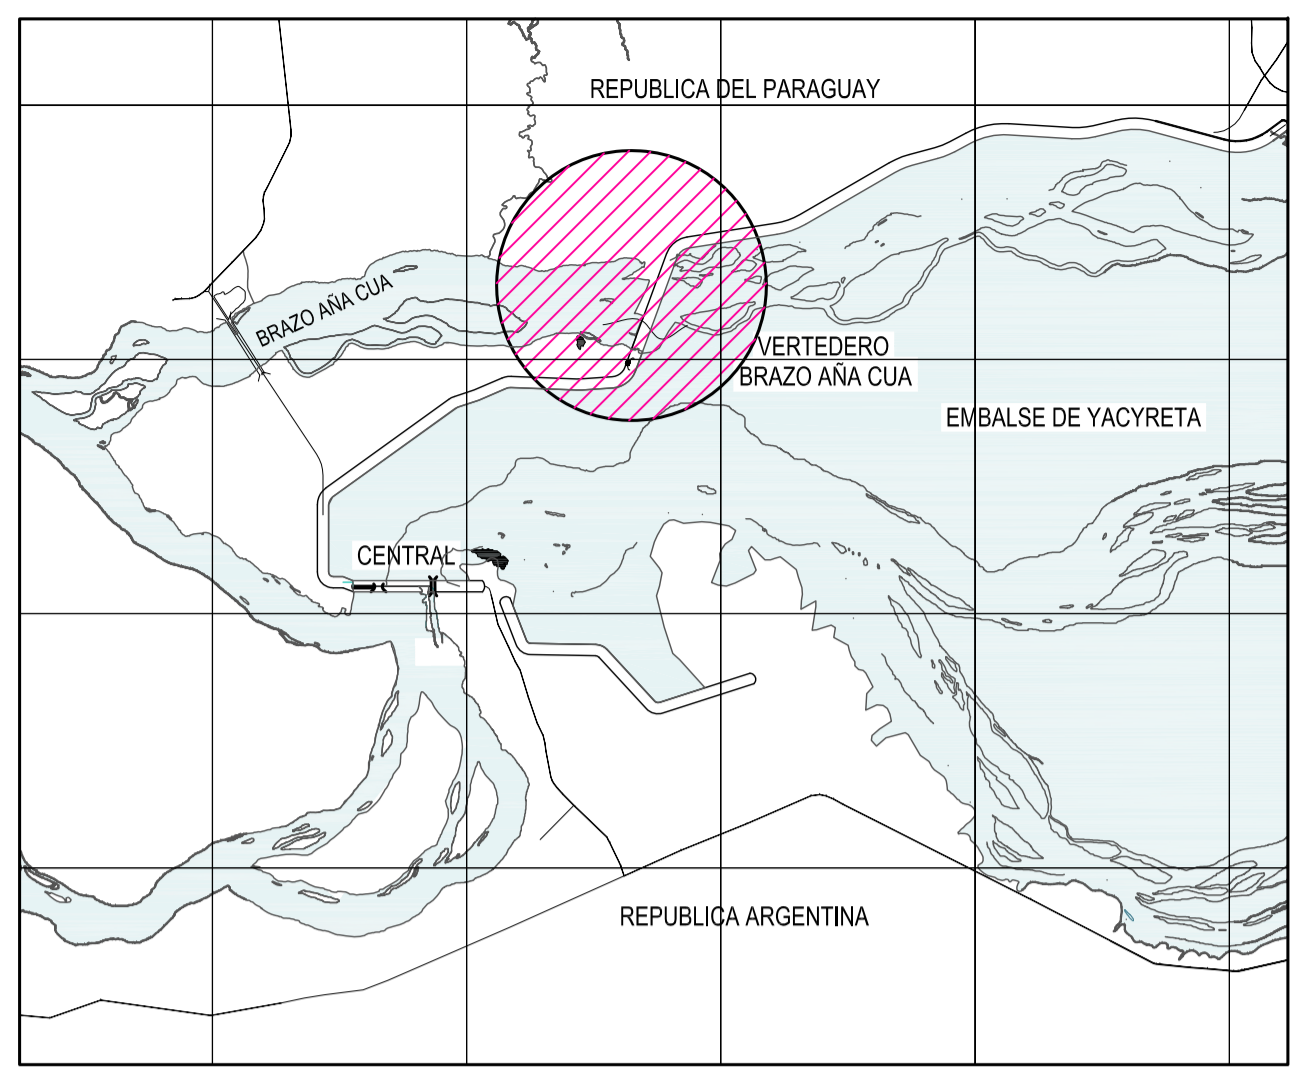 REPUBLICA DEL PARAGUAY
BRAZO AÑA CUA
VERTEDERO
BRAZO AÑA CUA
EMBALSE DE YACYRETA
CENTRAL
REPUBLICA ARGENTINA